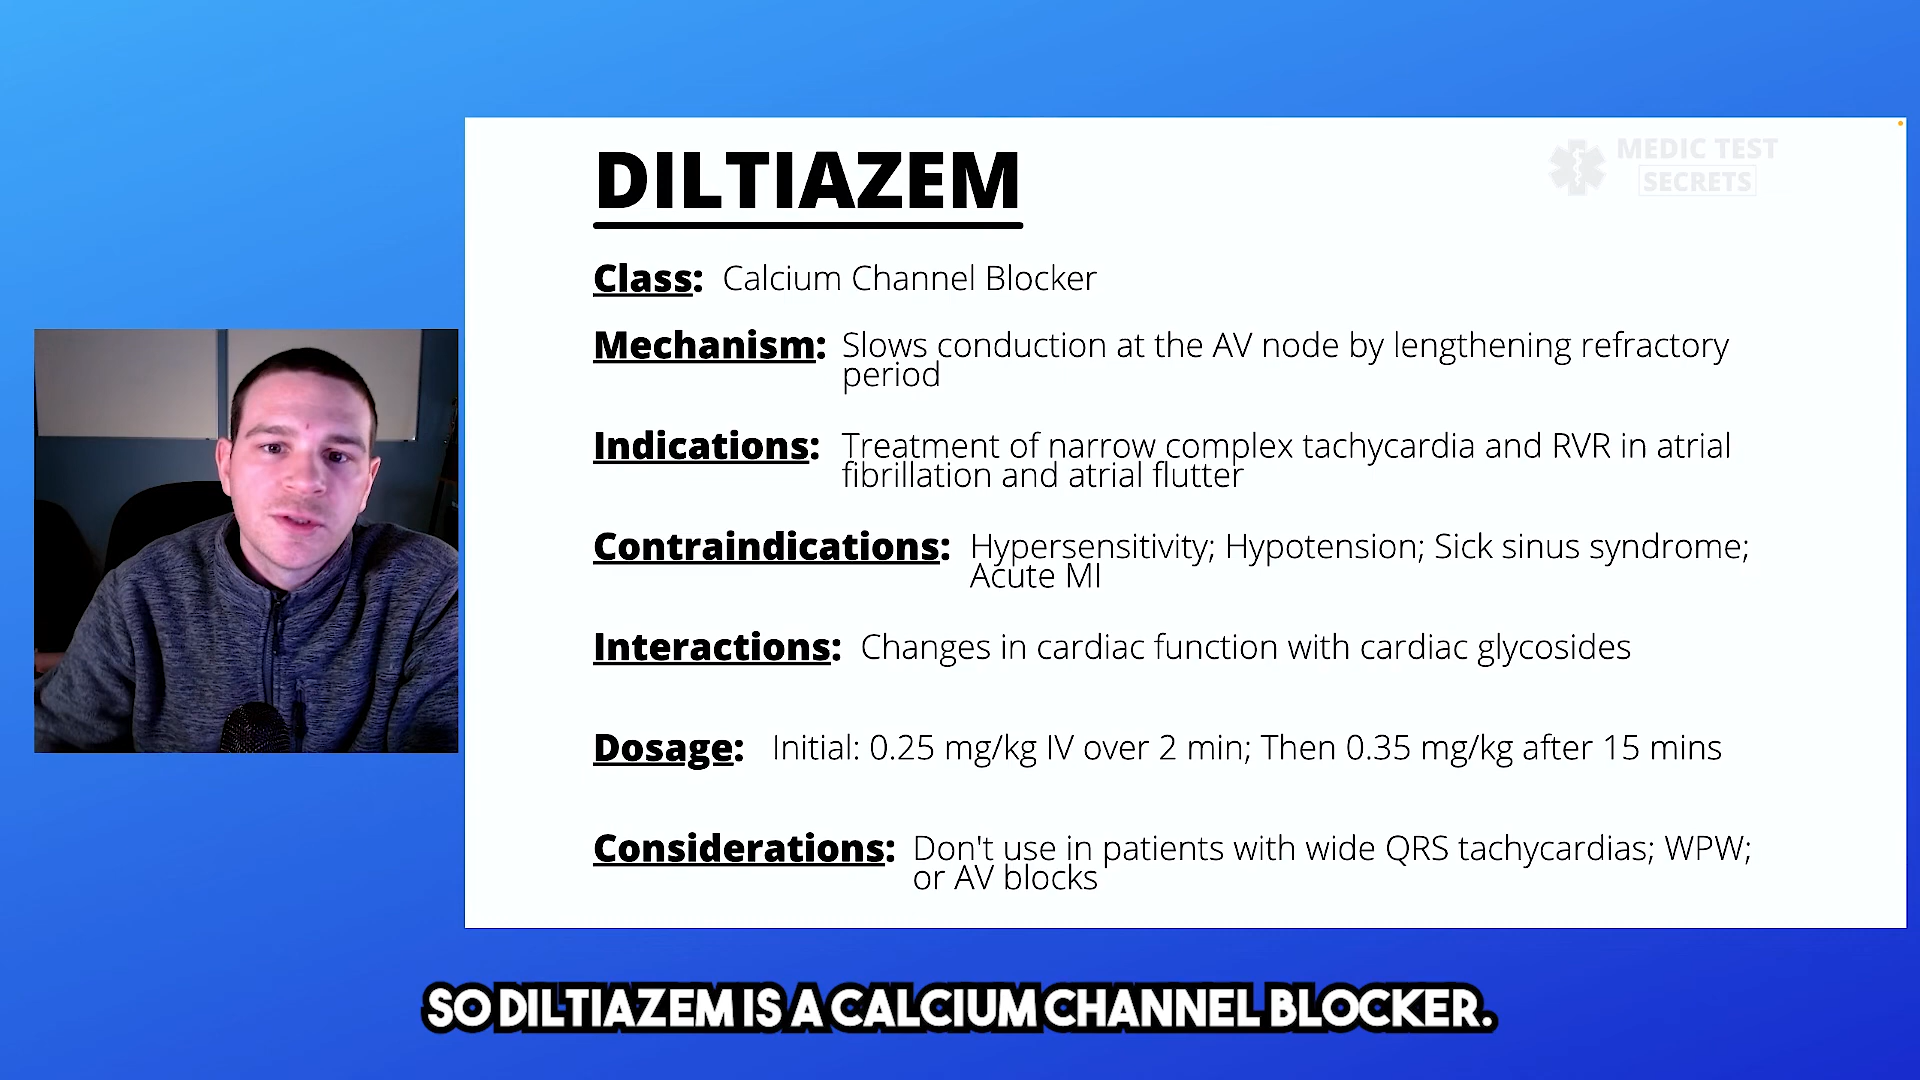 DILTIAZEM
MEDIC TEST
SECRETS
Class: Calcium Channel Blocker
Mechanism: Slows conduction at the AV node by lengthening refractory
period
Indications: Treatment of narrow complex tachycardia and RVR in atrial
fibrillation and atrial flutter
Contraindications: Hypersensitivity; Hypotension; Sick sinus syndrome;
Acute MI
Interactions: Changes in cardiac function with cardiac glycosides
Dosage: Initial: 0.25 mg/kg IV over 2 min; Then 0.35 mg/kg after 15 mins
Considerations: Don't use in patients with wide QRS tachycardias; WPW;
or AV blocks
SO DILTIAZEM IS A CALCIUM CHANNEL BLOCKER.